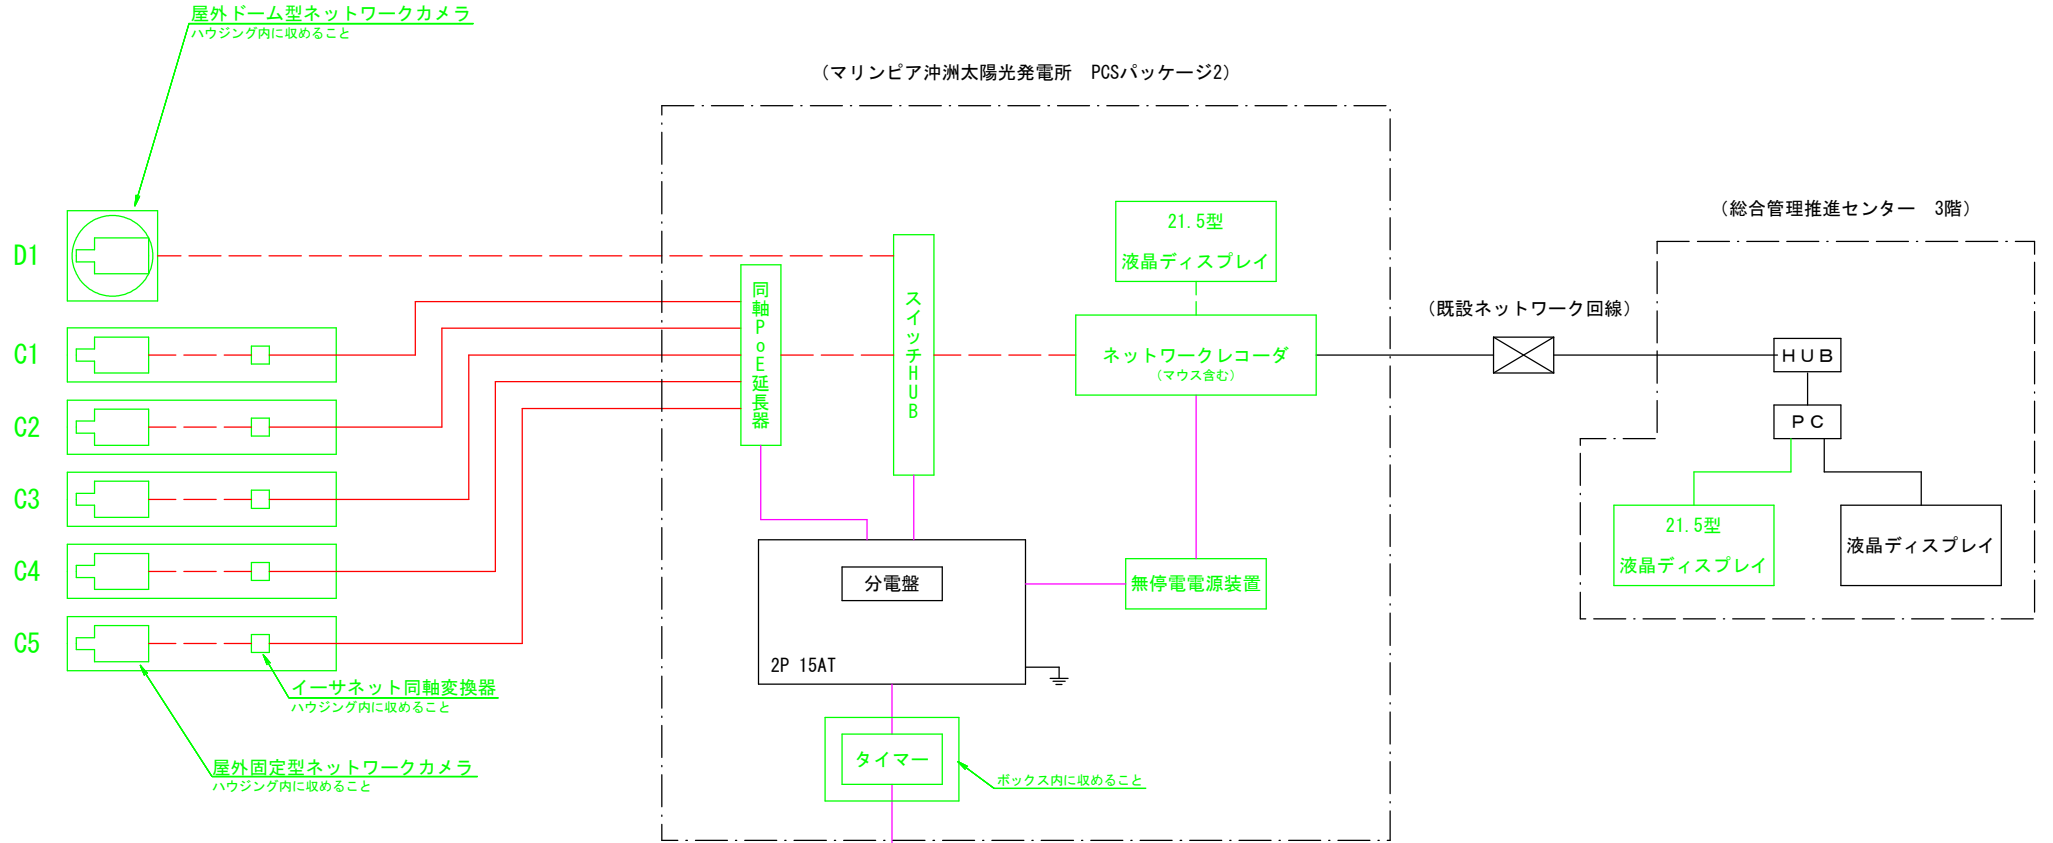 屋外ドーム型ネットワークカメラ
ハウジング内に収めること
(マリンピア沖洲太陽光発電所　PCSパッケージ2)
(総合管理推進センター　3階)
D1
C1
C2
C3
C4
C5
同軸PoE延長器
スイッチHUB
21.5型
液晶ディスプレイ
ネットワークレコーダ
(マウス含む)
(既設ネットワーク回線)
ＨＵＢ
ＰＣ
21.5型
液晶ディスプレイ
液晶ディスプレイ
分電盤
2P 15AT
無停電電源装置
イーサネット同軸変換器
ハウジング内に収めること
屋外固定型ネットワークカメラ
ハウジング内に収めること
タイマー
ボックス内に収めること